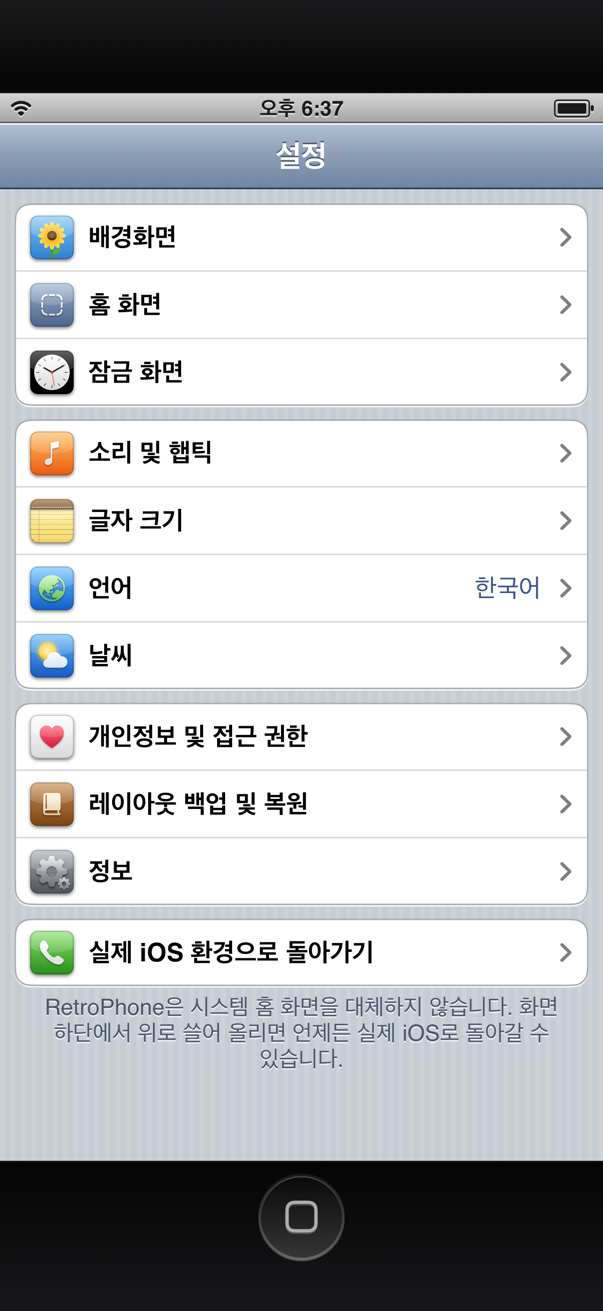 오후 6:37
설정
배경화면
홈 화면
잠금 화면
소리 및 햅틱
글자 크기
언어 한국어
날씨
개인정보 및 접근 권한
레이아웃 백업 및 복원
정보
실제 iOS 환경으로 돌아가기
RetroPhone은 시스템 홈 화면을 대체하지 않습니다. 화면
하단에서 위로 쓸어 올리면 언제든 실제 iOS로 돌아갈 수
있습니다.